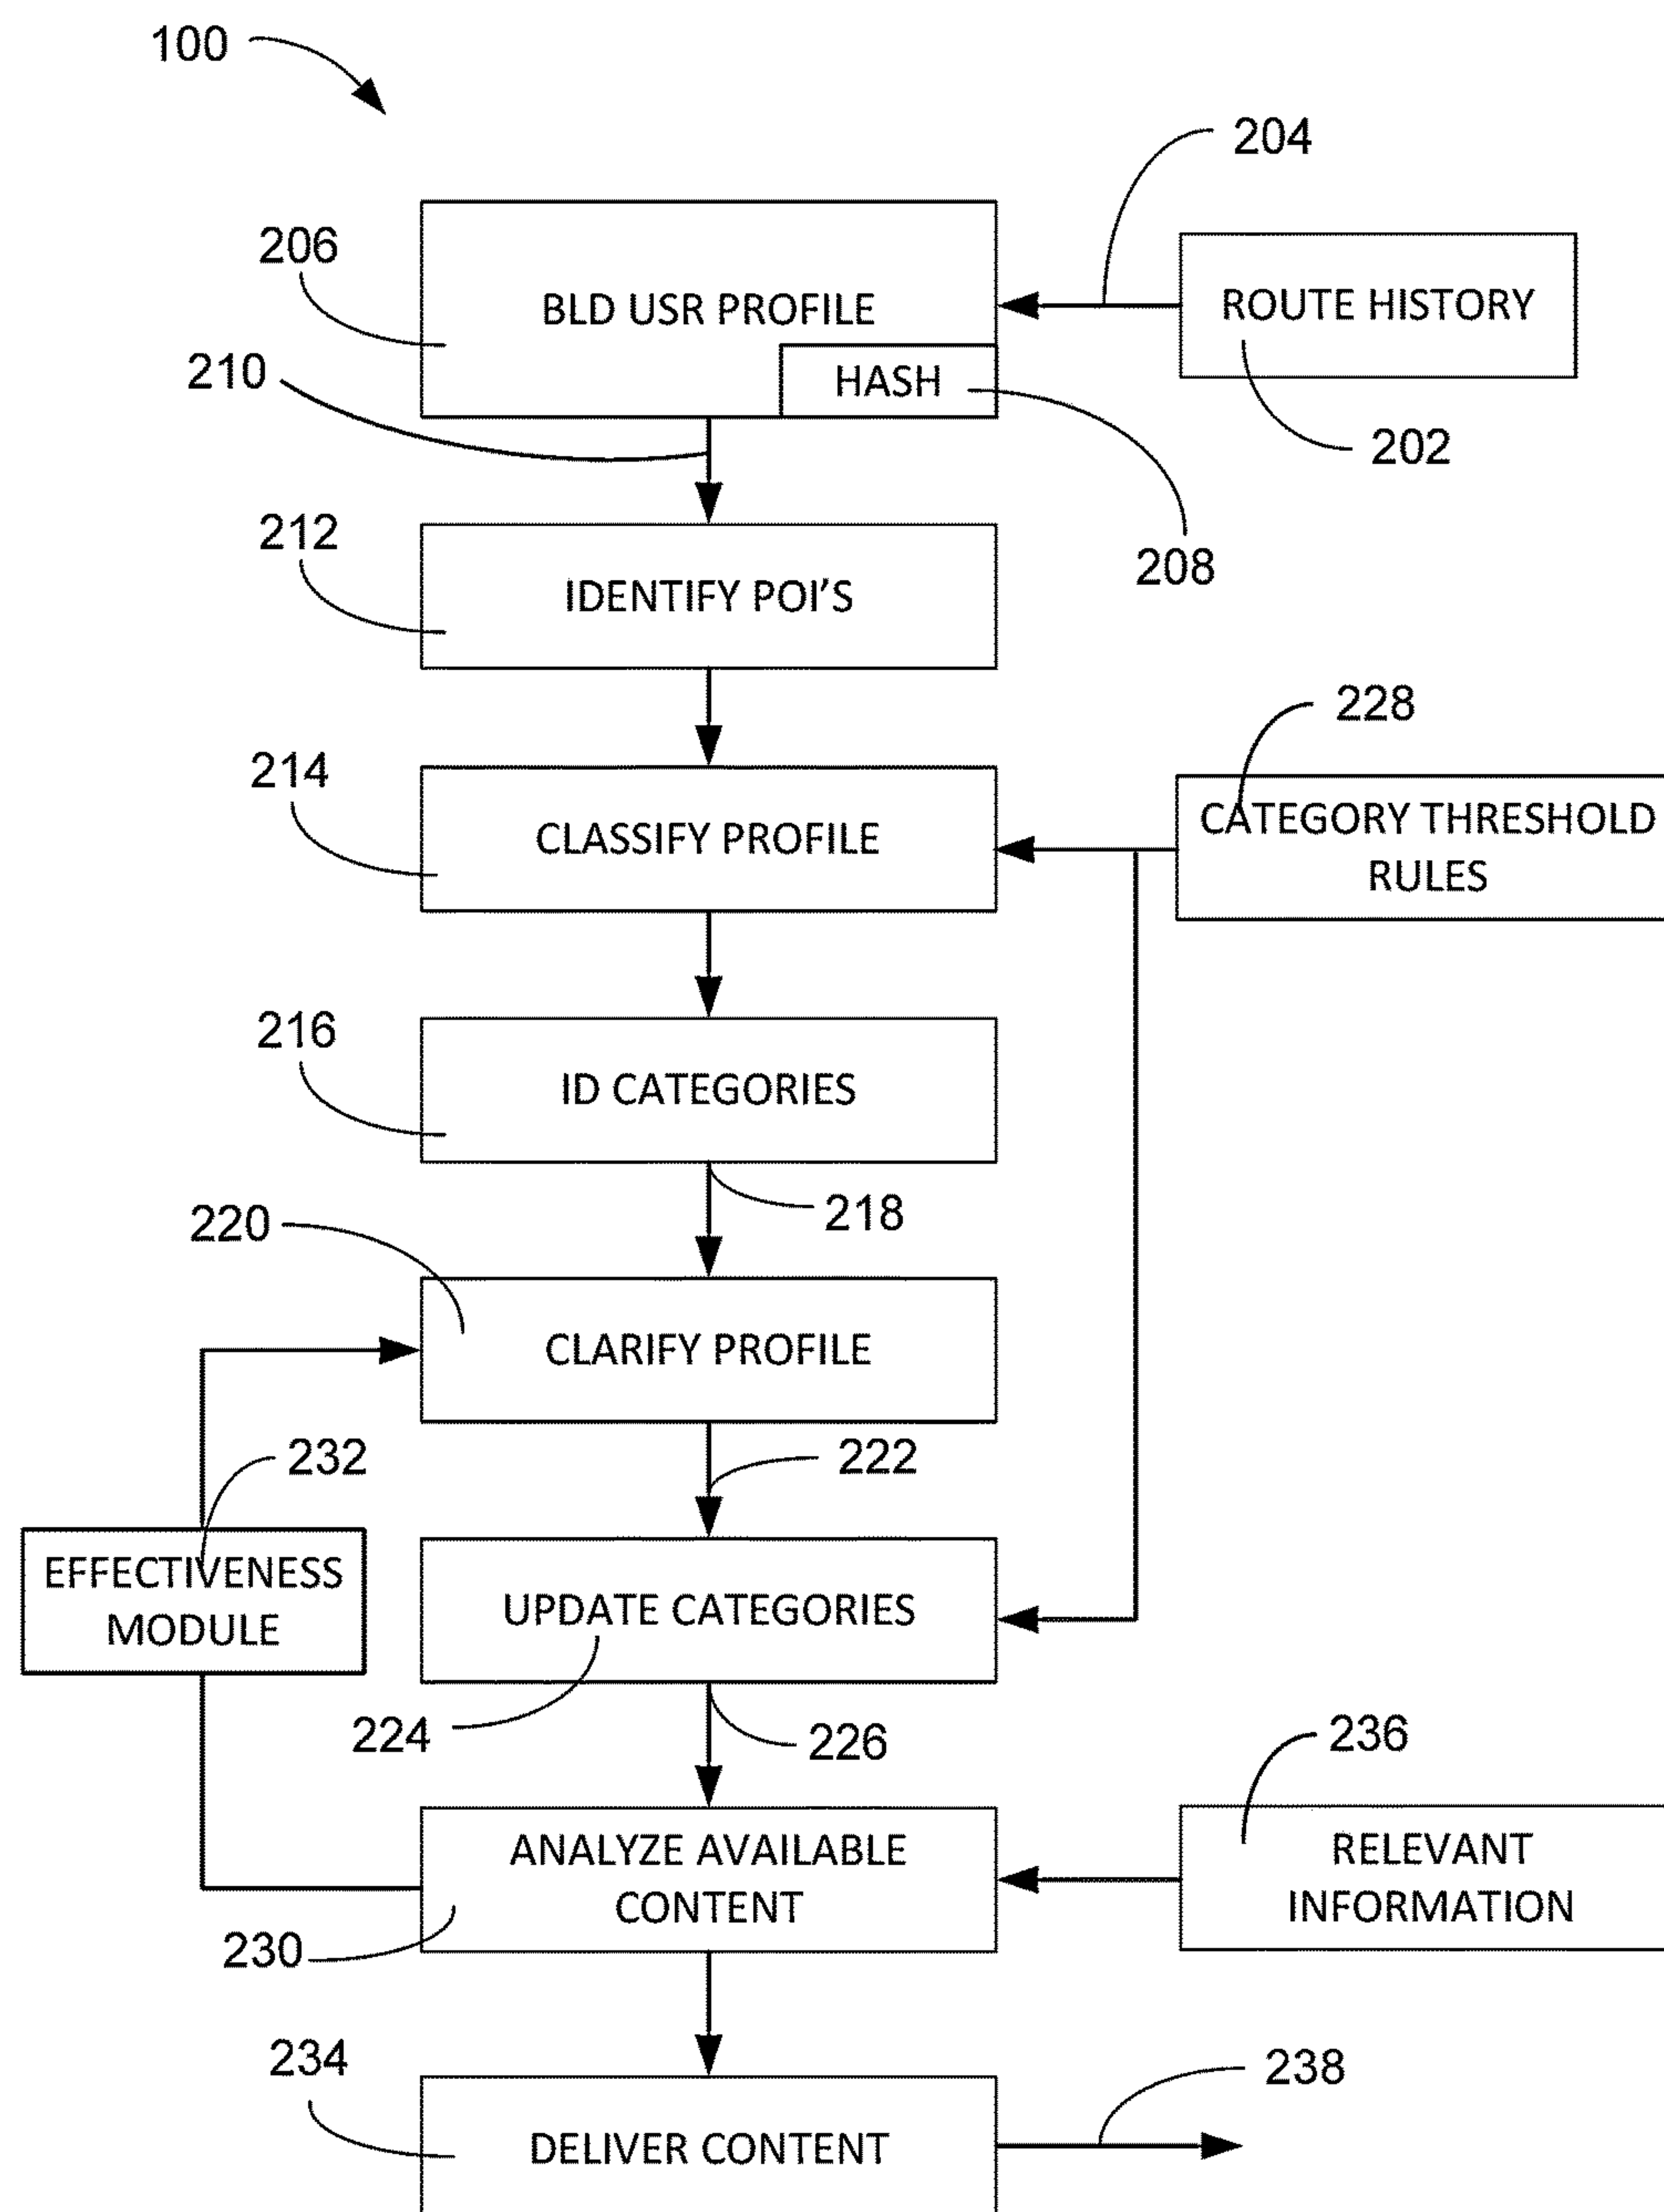 100
204
206
BLD USR PROFILE
ROUTE HISTORY
210
HASH
202
212
208
IDENTIFY POI'S
228
214
CATEGORY THRESHOLD
RULES
CLASSIFY PROFILE
216
ID CATEGORIES
218
220
CLARIFY PROFILE
232
222
EFFECTIVENESS
MODULE
UPDATE CATEGORIES
224
226
236
ANALYZE AVAILABLE
CONTENT
RELEVANT
INFORMATION
230
234
238
DELIVER CONTENT